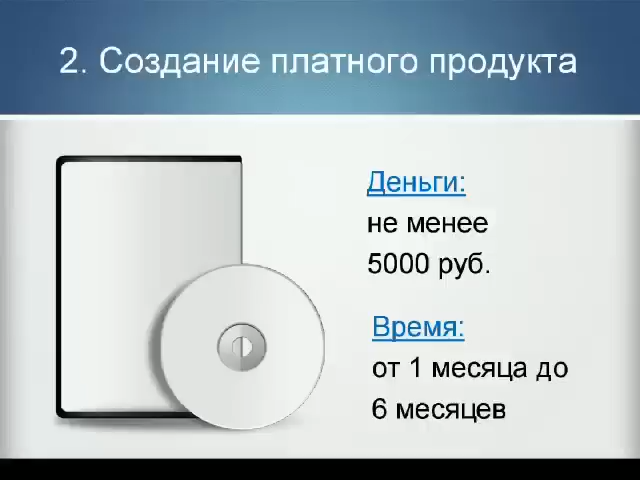 2. Создание платного продукта
Деньги:
не менее
5000 руб.
Время:
от 1 месяца до
6 месяцев